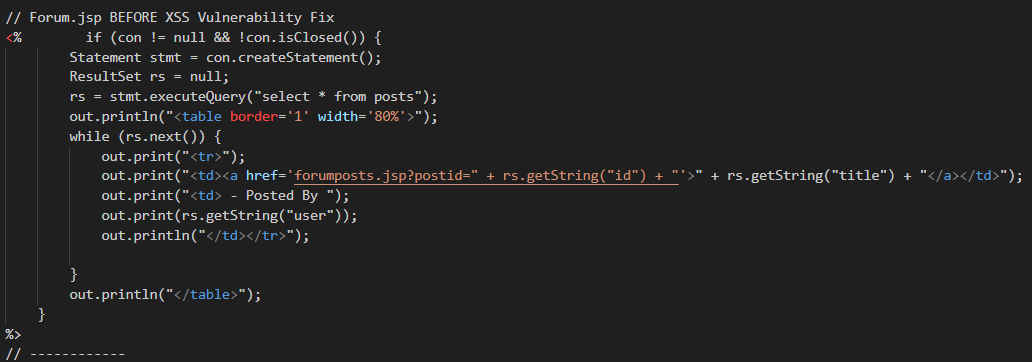 // Forum.jsp BEFORE XSS Vulnerability Fix
<%        if (con != null && !con.isClosed()) {
        Statement stmt = con.createStatement();
        ResultSet rs = null;
        rs = stmt.executeQuery("select * from posts");
        out.println("<table border='1' width='80%'>");
        while (rs.next()) {
            out.print("<tr>");
            out.print("<td><a href='forumposts.jsp?postid=" + rs.getString("id") + "'>" + rs.getString("title") + "</a></td>");
            out.print("<td> - Posted By ");
            out.print(rs.getString("user"));
            out.println("</td></tr>");

        }
        out.println("</table>");
    }
%>
// ------------